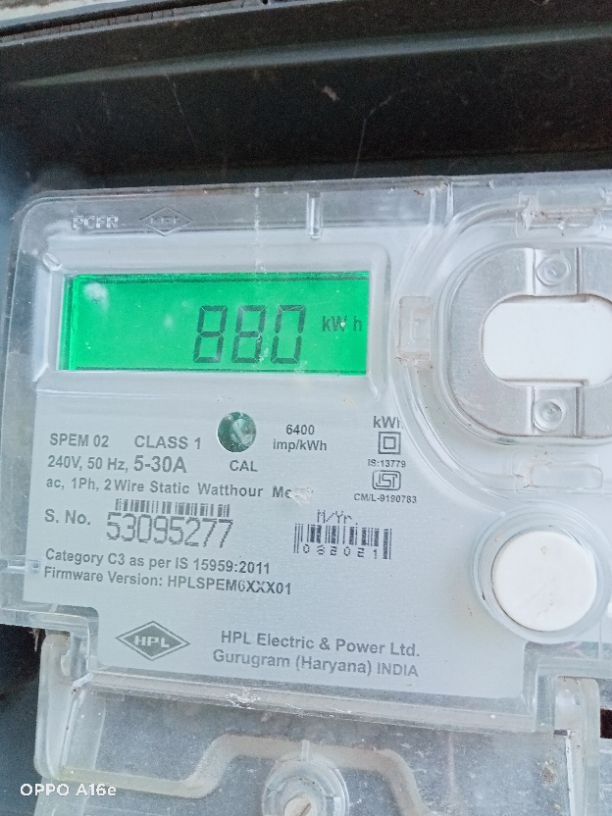 880 kWh
SPEM 02 CLASS 1
240V, 50 Hz, 5-30A
ac, 1Ph, 2 Wire Static Watthour
CAL
6400
imp/kWh
IS:13779
ISI
CM/L-9190783
S. No. 53095277
M/Yr.
082021
Category C3 as per IS 15959:2011
Firmware Version: HPLSPEM6XXX01
HPL
HPL Electric & Power Ltd.
Gurugram (Haryana) INDIA
OPPO A16e